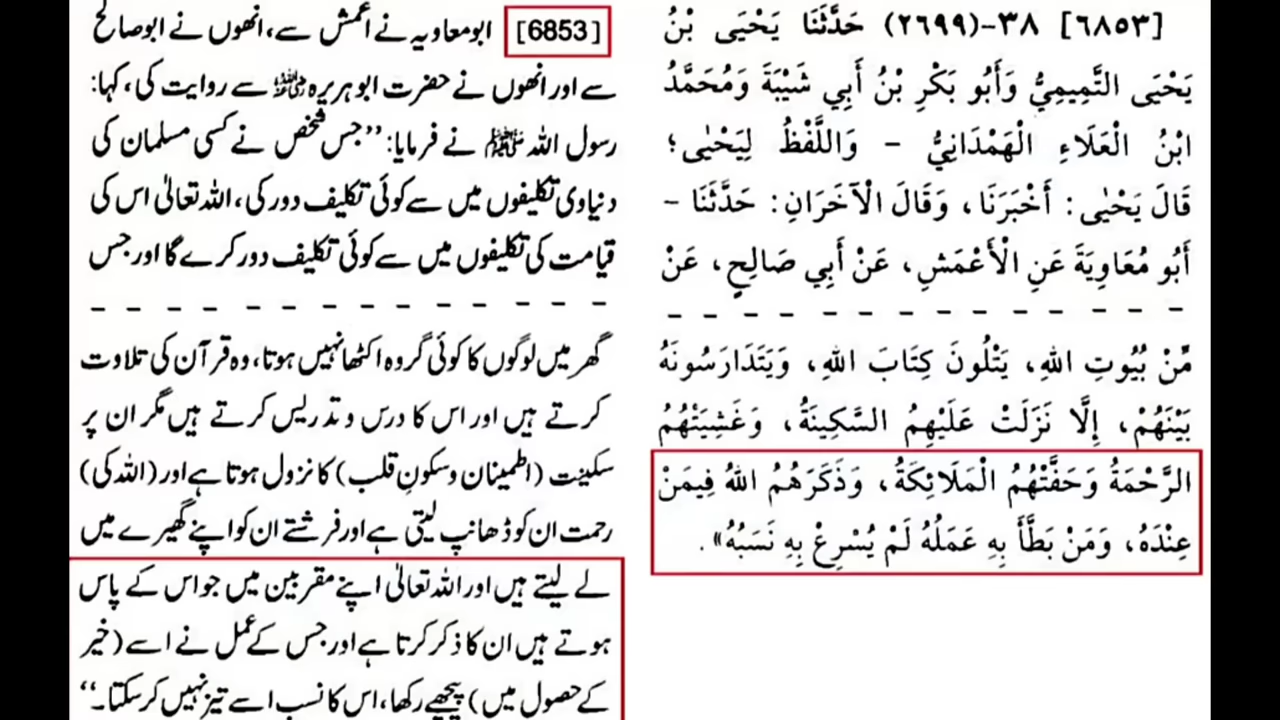 [٦٨٥٣] ٣٨-(٢٦٩٩) حَدَّثَنَا يَحْيَى بْنُ
يَحْيَى التَّمِيمِيُّ وَأَبُو بَكْرِ بْنُ أَبِي شَيْبَةَ وَمُحَمَّدُ
ابْنُ الْعَلَاءِ الْهَمْدَانِيُّ - وَاللَّفْظُ لِيَحْيٰى؛
قَالَ يَحْيٰى: أَخْبَرَنَا، وَقَالَ الْآخَرَانِ: حَدَّثَنَا -
أَبُو مُعَاوِيَةَ عَنِ الْأَعْمَشِ، عَنْ أَبِي صَالِحٍ، عَنْ
مِّنْ بُيُوتِ اللهِ، يَتْلُونَ كِتَابَ اللهِ، وَيَتَدَارَسُونَهُ
بَيْنَهُمْ، إِلَّا نَزَلَتْ عَلَيْهِمُ السَّكِينَةُ، وَغَشِيَتْهُمُ
الرَّحْمَةُ وَحَفَّتْهُمُ الْمَلَائِكَةُ، وَذَكَرَهُمُ اللهُ فِيمَنْ
عِنْدَهُ، وَمَنْ بَطَّأَ بِهِ عَمَلُهُ لَمْ يُسْرِعْ بِهِ نَسَبُهُ».
[6853] ابومعاویہ نے اعمش سے، انھوں نے ابوصالح
سے اور انھوں نے حضرت ابوہریرہ رضی اللہ عنہ سے روایت کی، کہا:
رسول اللہ ﷺ نے فرمایا: ’’جس شخص نے کسی مسلمان کی
دنیاوی تکلیفوں میں سے کوئی تکلیف دور کی، اللہ تعالیٰ اس کی
قیامت کی تکلیفوں میں سے کوئی تکلیف دور کرے گا اور جس
گھر میں لوگوں کا کوئی گروہ اکٹھا نہیں ہوتا، وہ قرآن کی تلاوت
کرتے ہیں اور اس کا درس و تدریس کرتے ہیں مگر ان پر
سکینت (اطمینان و سکونِ قلب) کا نزول ہوتا ہے اور (اللہ کی)
رحمت ان کو ڈھانپ لیتی ہے اور فرشتے ان کو اپنے گھیرے میں
لے لیتے ہیں اور اللہ تعالیٰ اپنے مقربین میں جو اس کے پاس
ہوتے ہیں ان کا ذکر کرتا ہے اور جس کے عمل نے اسے (خیر
کے حصول میں) پیچھے رکھا، اس کا نسب اسے تیز نہیں کر سکتا۔‘‘